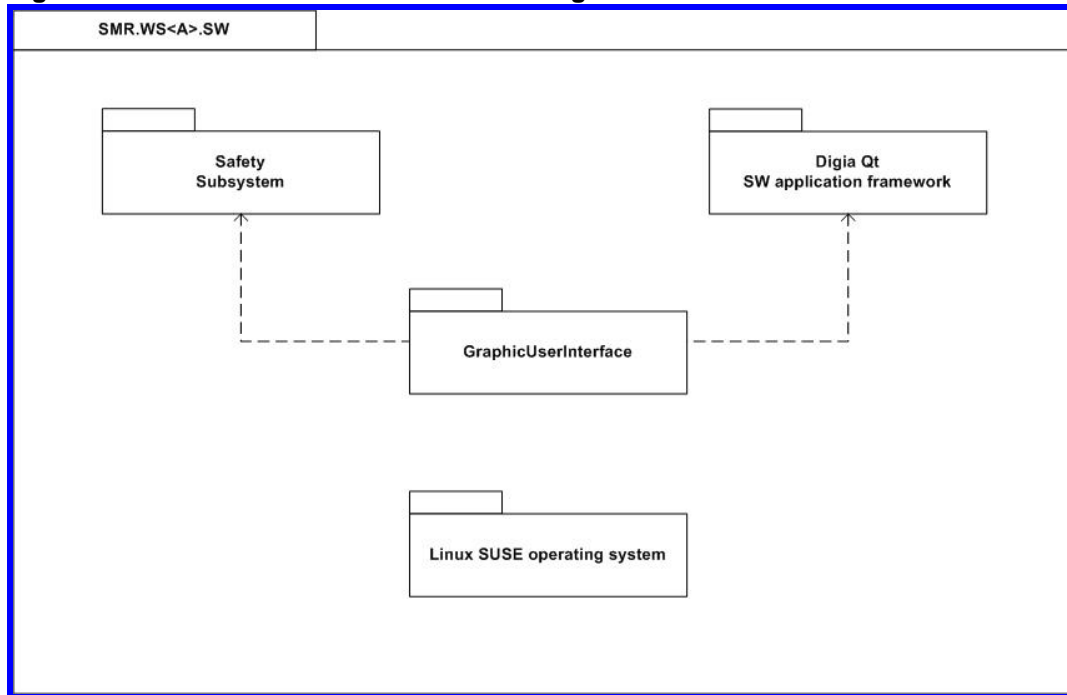 SMR.WS<A>.SW
Safety
Subsystem
Digia Qt
SW application framework
GraphicUserInterface
Linux SUSE operating system